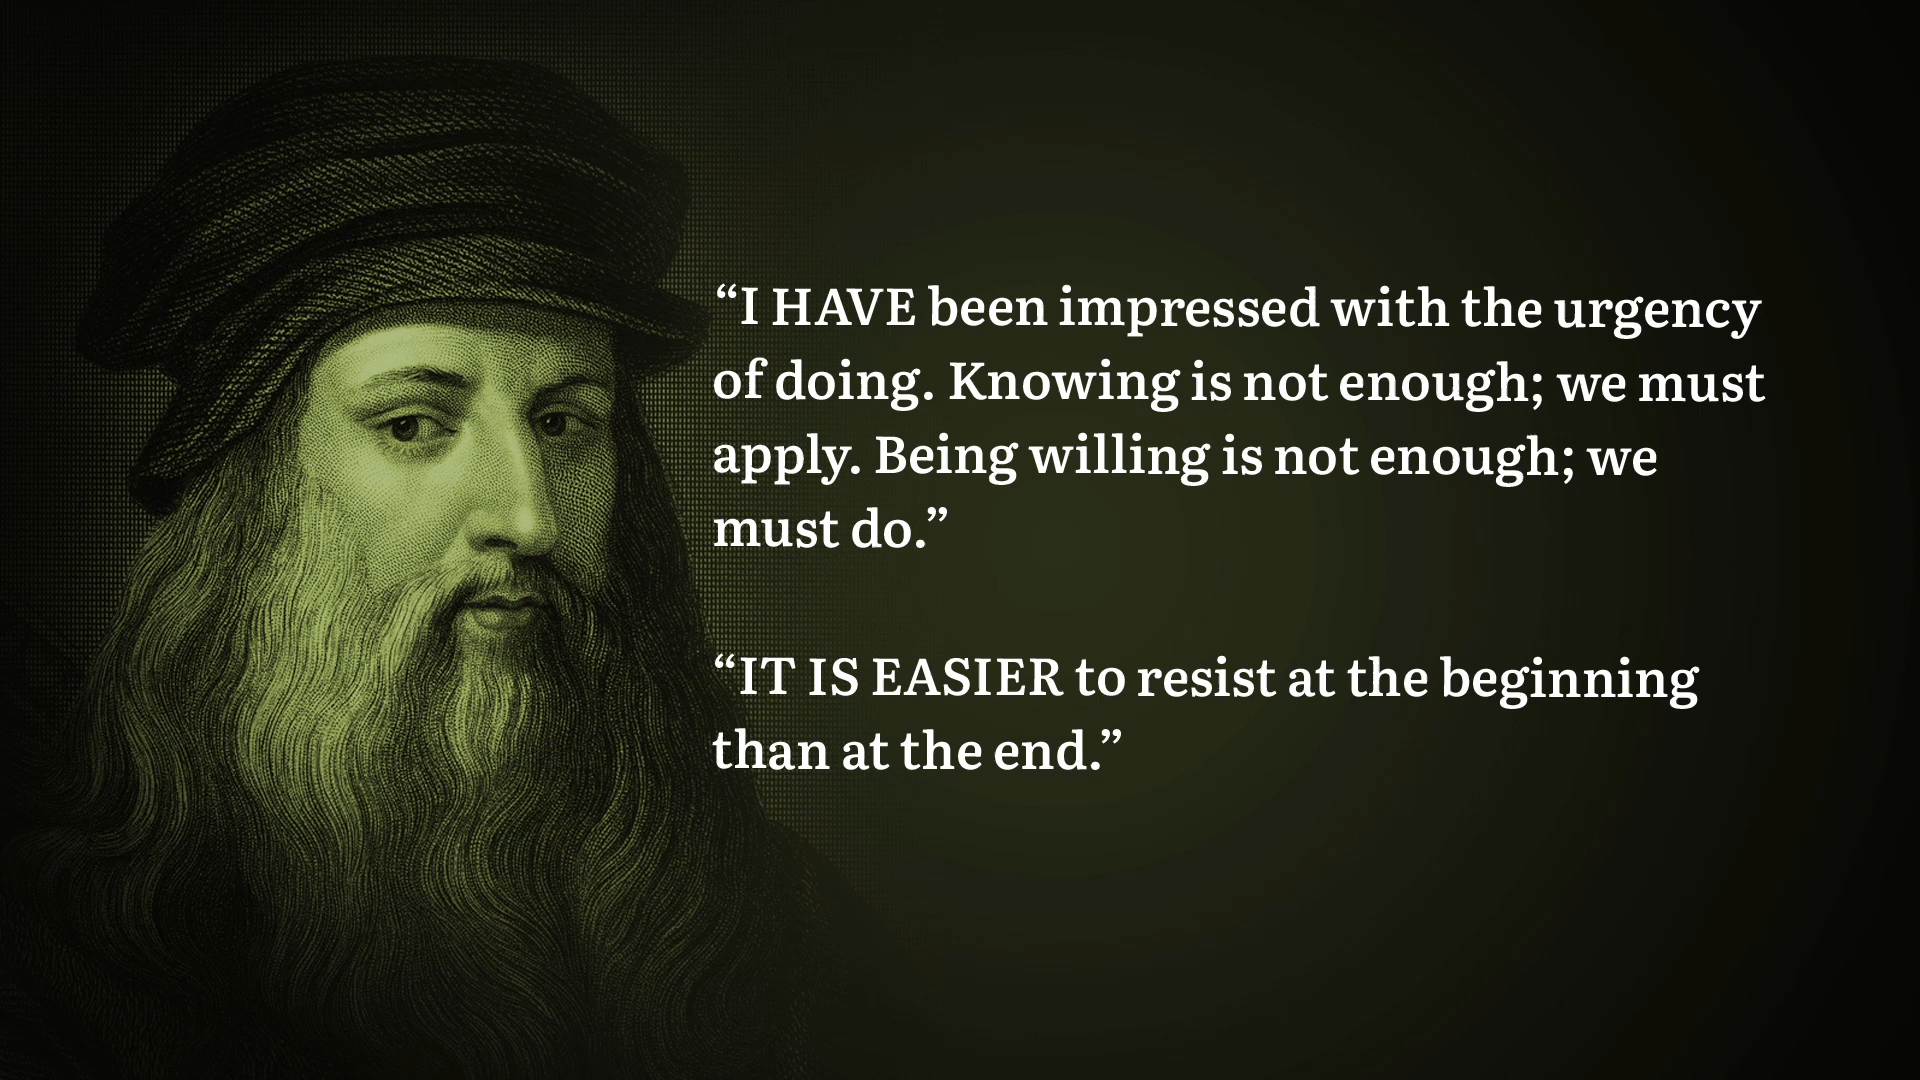 “I HAVE been impressed with the urgency
of doing. Knowing is not enough; we must
apply. Being willing is not enough; we
must do.”
“IT IS EASIER to resist at the beginning
than at the end.”